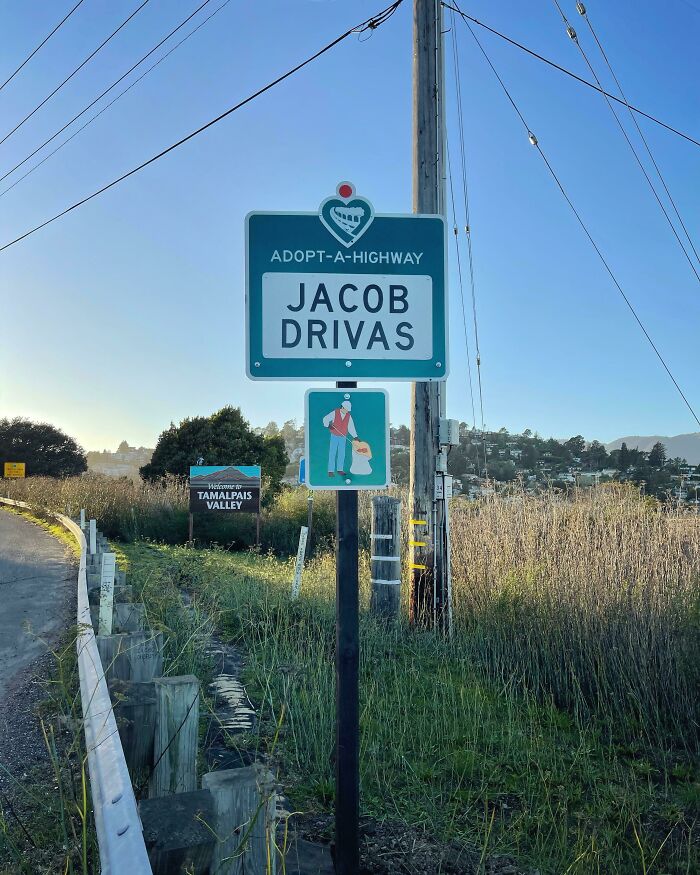 ADOPT-A-HIGHWAY
JACOB
DRIVAS
Welcome to
TAMALPAIS
VALLEY